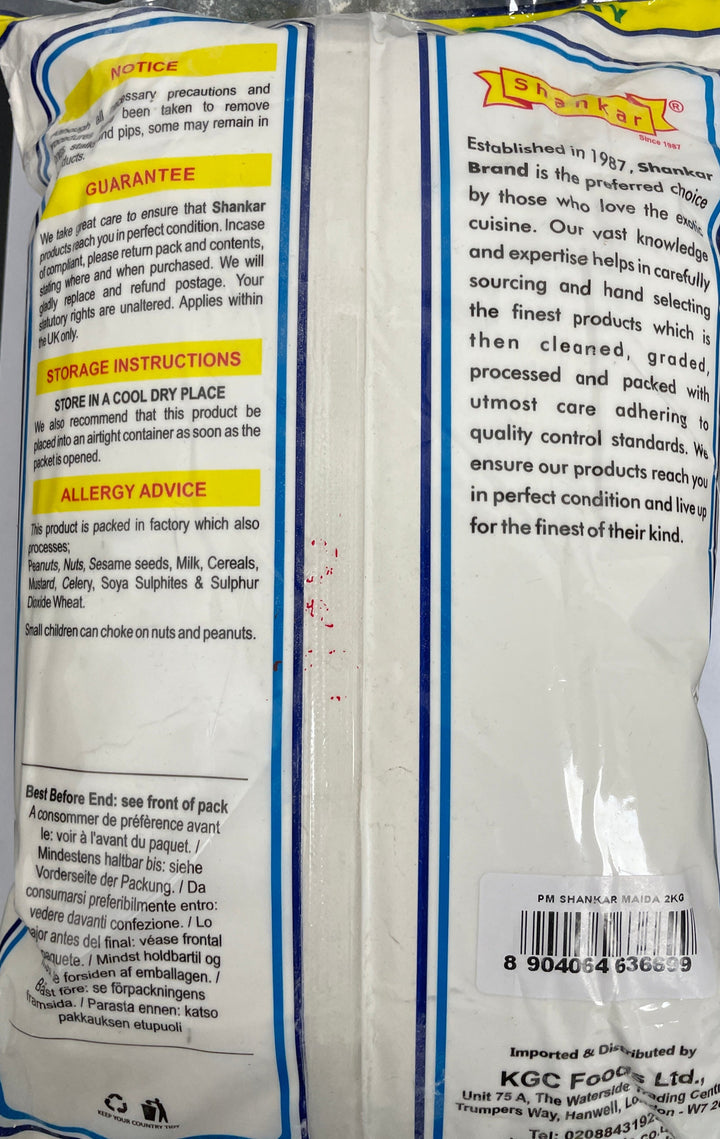 NOTICE
essary precautions and
been taken to remove
and pips, some may remain in
GUARANTEE
We take great care to ensure that Shankar
products reach you in perfect condition. Incase
of compliant, please return pack and contents,
stating where and when purchased. We will
gladly replace and refund postage. Your
statutory rights are unaltered. Applies within
the UK only.
STORAGE INSTRUCTIONS
STORE IN A COOL DRY PLACE
We also recommend that this product be
placed into an airtight container as soon as the
packet is opened.
ALLERGY ADVICE
This product is packed in factory which also
processes;
Peanuts, Nuts, Sesame seeds, Milk, Cereals,
Mustard, Celery, Soya Sulphites & Sulphur
Dioxide Wheat.
Small children can choke on nuts and peanuts.
Best Before End: see front of pack
A consommer de préférence avant
le: voir à l'avant du paquet. /
Mindestens haltbar bis: siehe
Vorderseite der Packung. / Da
consumarsi preferibilmente entro:
vedere davanti confezione. / Lo
ajor antes del final: véase frontal
paquete. / Mindst holdbartil og
forsiden af emballagen. /
Bäst före: se förpackningens
framsida. / Parasta ennen: katso
pakkauksen etupuoli
KEEP YOUR COUNTRY TIDY
Shankar®
Since 1987
Established in 1987, Shankar
Brand is the preferred choice
by those who love the exotic
cuisine. Our vast knowledge
and expertise helps in carefully
sourcing and hand selecting
the finest products which is
then cleaned, graded,
processed and packed with
utmost care adhering to
quality control standards. We
ensure our products reach you
in perfect condition and live up
for the finest of their kind.
PM SHANKAR MAIDA 2KG
8 904064 636699
Imported & Distributed by
KGC Foods Ltd.,
Unit 75 A, The Waterside Trading Cent
Trumpers Way, Hanwell, London - W7 2
Tel: 0208843192